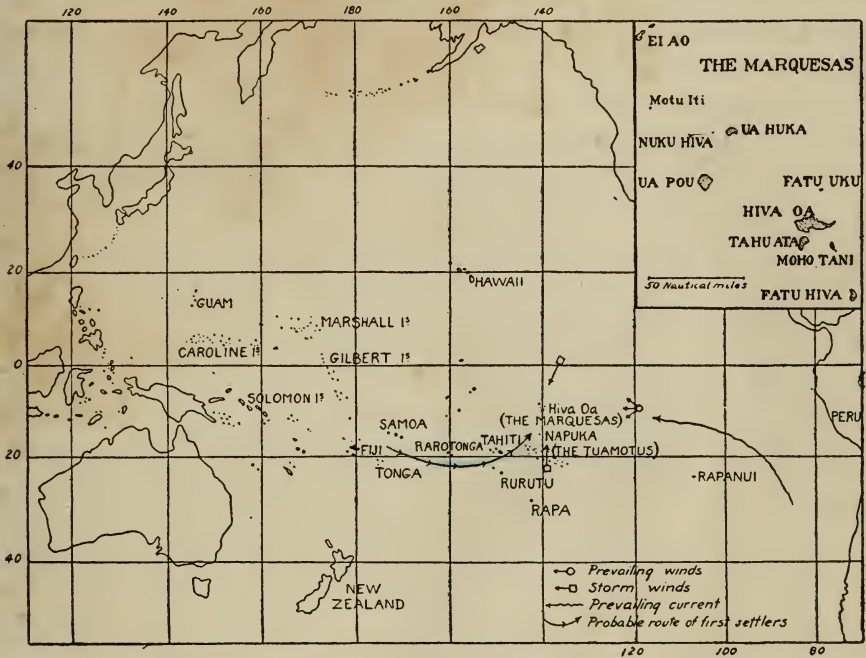 120
140
160
180
160
140
EI AO
THE MARQUESAS
Motu Iti
NUKU HIVA
UA HUKA
UA POU
FATU UKU
HIVA OA
TAHUATA
MOHO TANI
50 Nautical miles
FATU HIVA
40
20
HAWAII
GUAM
MARSHALL Iˢ
CAROLINE Iˢ
GILBERT Iˢ
0
SOLOMON Iˢ
Hiva Oa
(THE MARQUESAS)
PERU
SAMOA
RAROTONGA
TAHITI
NAPUKA
FIJI
(THE TUAMOTUS)
20
TONGA
RURUTU
RAPANUI
RAPA
40
NEW
ZEALAND
Prevailing winds
Storm winds
Prevailing current
Probable route of first settlers
120
100
80